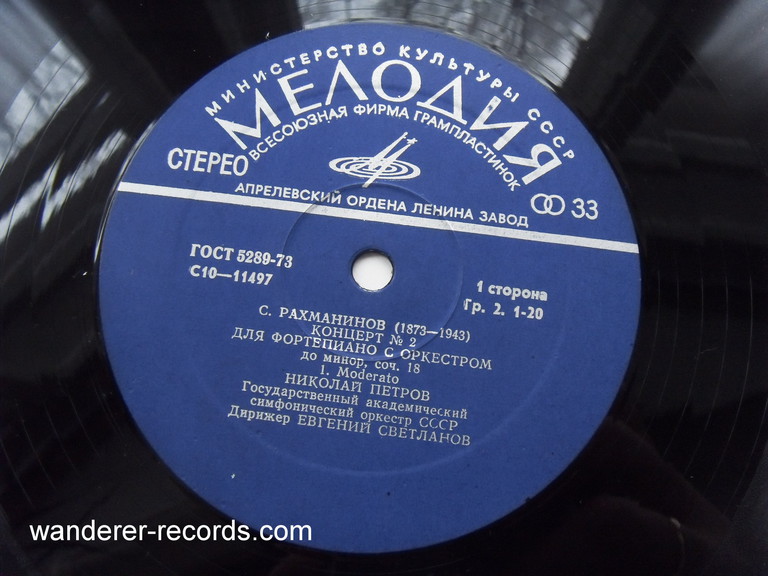 МИНИСТЕРСТВО КУЛЬТУРЫ СССР
МЕЛОДИЯ
ВСЕСОЮЗНАЯ ФИРМА ГРАМПЛАСТИНОК
СТЕРЕО
АПРЕЛЕВСКИЙ ОРДЕНА ЛЕНИНА ЗАВОД
33
ГОСТ 5289-73
С10—11497
1 сторона
Гр. 2. 1-20
С. РАХМАНИНОВ (1873—1943)
КОНЦЕРТ № 2
ДЛЯ ФОРТЕПИАНО С ОРКЕСТРОМ
до минор, соч. 18
1. Moderato
НИКОЛАЙ ПЕТРОВ
Государственный академический
симфонический оркестр СССР
Дирижер ЕВГЕНИЙ СВЕТЛАНОВ
wanderer-records.com